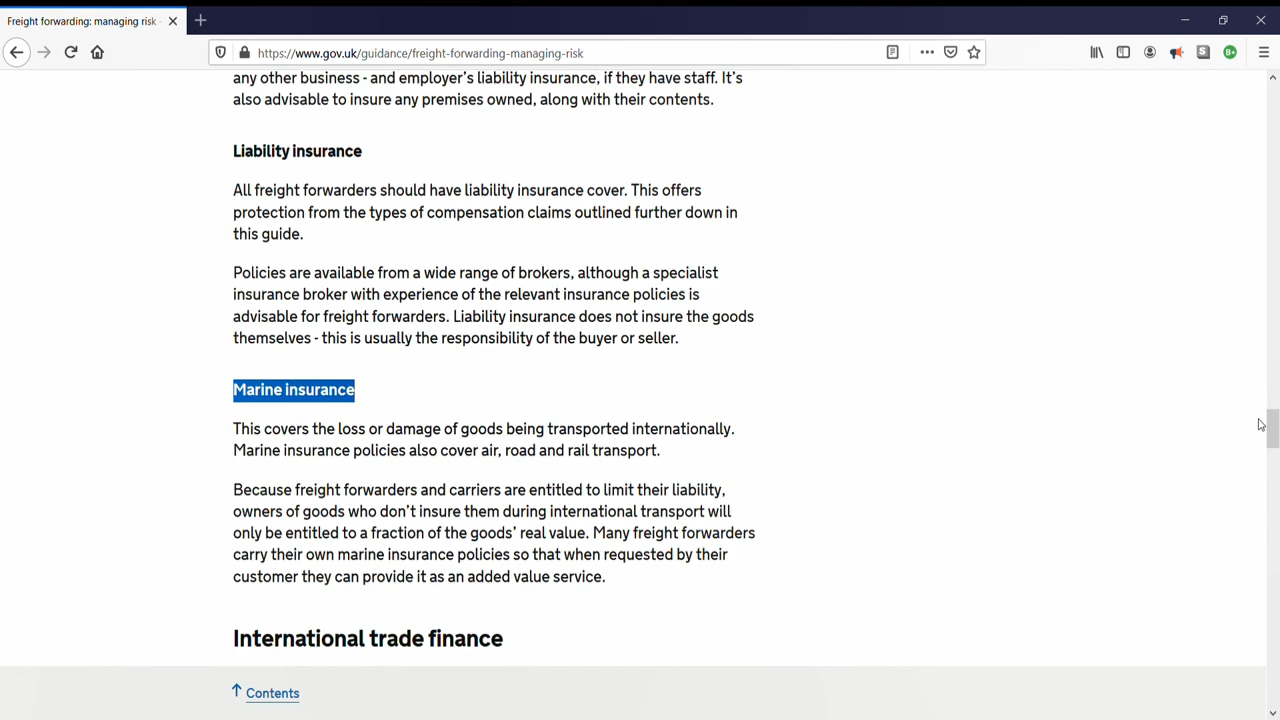 Freight forwarding: managing risk -
https://www.gov.uk/guidance/freight-forwarding-managing-risk
any other business - and employer's liability insurance, if they have staff. It's
also advisable to insure any premises owned, along with their contents.
Liability insurance
All freight forwarders should have liability insurance cover. This offers
protection from the types of compensation claims outlined further down in
this guide.
Policies are available from a wide range of brokers, although a specialist
insurance broker with experience of the relevant insurance policies is
advisable for freight forwarders. Liability insurance does not insure the goods
themselves - this is usually the responsibility of the buyer or seller.
Marine insurance
This covers the loss or damage of goods being transported internationally.
Marine insurance policies also cover air, road and rail transport.
Because freight forwarders and carriers are entitled to limit their liability,
owners of goods who don't insure them during international transport will
only be entitled to a fraction of the goods' real value. Many freight forwarders
carry their own marine insurance policies so that when requested by their
customer they can provide it as an added value service.
International trade finance
Contents